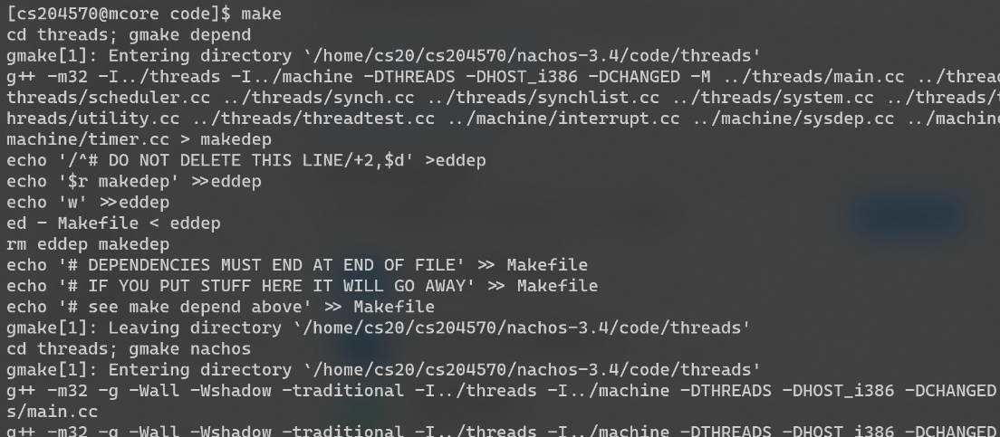 [cs204570@mcore code]$ make
cd threads; gmake depend
gmake[1]: Entering directory `/home/cs20/cs204570/nachos-3.4/code/threads'
g++ -m32 -I../threads -I../machine -DTHREADS -DHOST_i386 -DCHANGED -M ../threads/main.cc ../threa
threads/scheduler.cc ../threads/synch.cc ../threads/synchlist.cc ../threads/system.cc ../threads/t
hreads/utility.cc ../threads/threadtest.cc ../machine/interrupt.cc ../machine/sysdep.cc ../machine
machine/timer.cc > makedep
echo '/^# DO NOT DELETE THIS LINE/+2,$d' >eddep
echo '$r makedep' >>eddep
echo 'w' >>eddep
ed - Makefile < eddep
rm eddep makedep
echo '# DEPENDENCIES MUST END AT END OF FILE' >> Makefile
echo '# IF YOU PUT STUFF HERE IT WILL GO AWAY' >> Makefile
echo '# see make depend above' >> Makefile
gmake[1]: Leaving directory `/home/cs20/cs204570/nachos-3.4/code/threads'
cd threads; gmake nachos
gmake[1]: Entering directory `/home/cs20/cs204570/nachos-3.4/code/threads'
g++ -m32 -g -Wall -Wshadow -traditional -I../threads -I../machine -DTHREADS -DHOST_i386 -DCHANGED
s/main.cc
g++ -m32 -g -Wall -Wshadow -traditional -I../threads -I../machine -DTHREADS -DHOST_i386 -DCHANGED